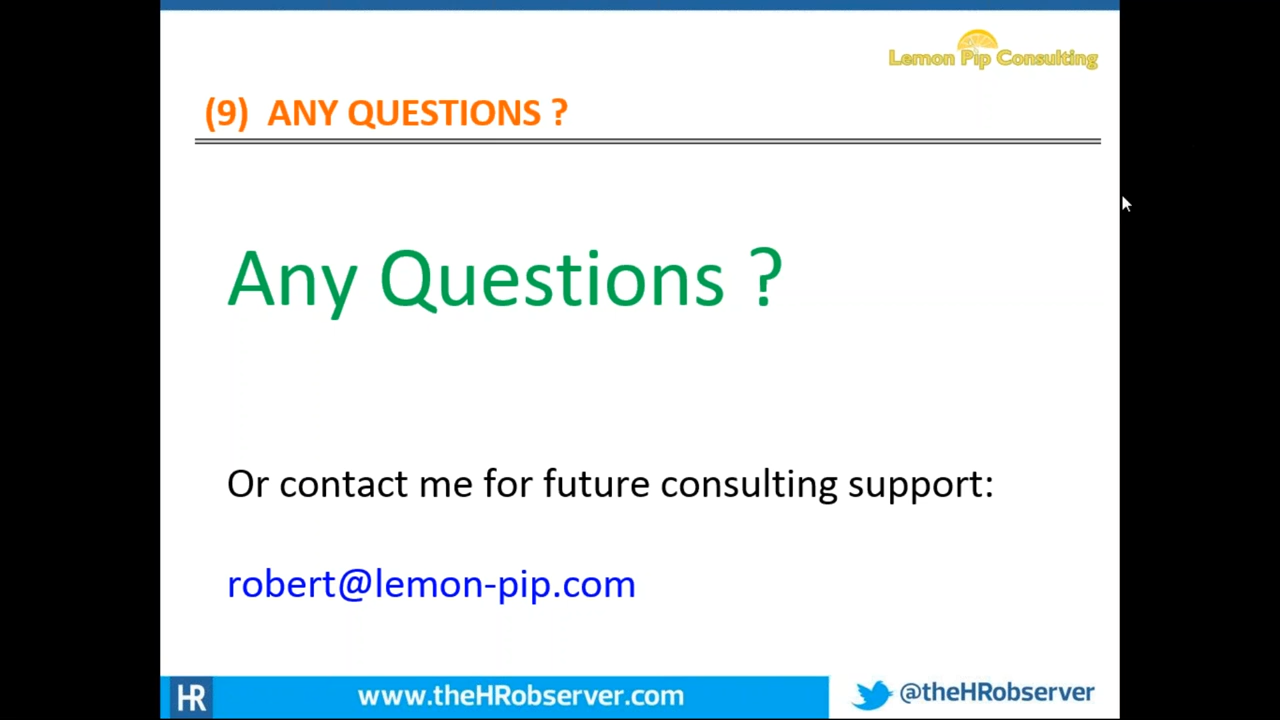 Lemon Pip Consulting
(9) ANY QUESTIONS ?
Any Questions ?
Or contact me for future consulting support:
robert@lemon-pip.com
HR www.theHRobserver.com @theHRobserver